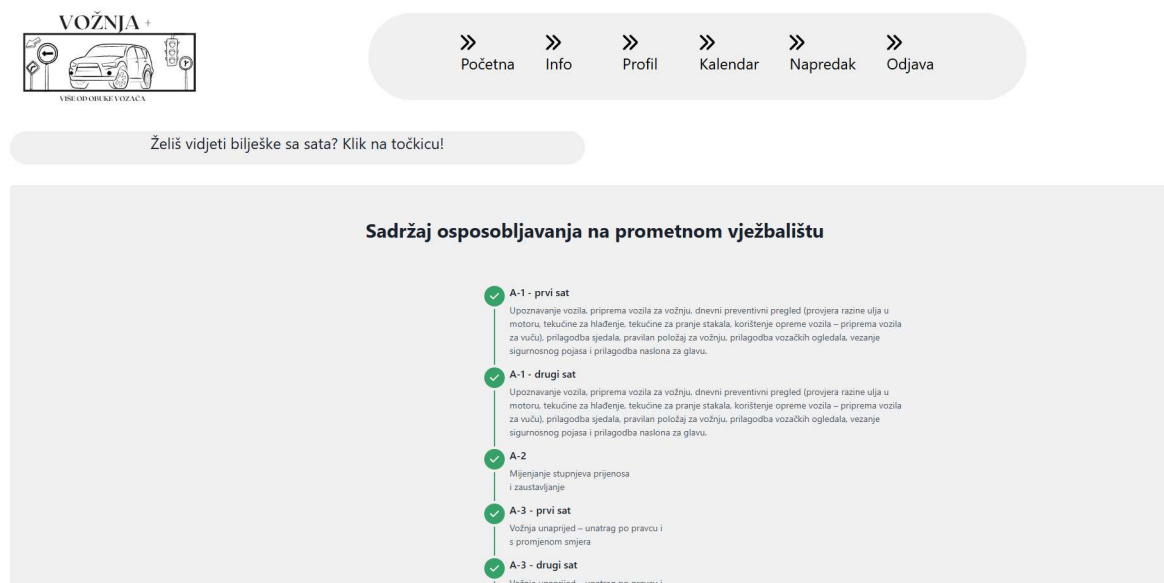 VOŽNJA +
VIŠE OD OBUKE VOZAČA
Početna Info Profil Kalendar Napredak Odjava
Želiš vidjeti bilješke sa sata? Klik na točkicu!
Sadržaj osposobljavanja na prometnom vježbalištu
A-1 - prvi sat
Upoznavanje vozila, priprema vozila za vožnju, dnevni preventivni pregled (provjera razine ulja u
motoru, tekućine za hlađenje, tekućine za pranje stakala, korištenje opreme vozila – priprema vozila
za vuču), prilagodba sjedala, pravilan položaj za vožnju, prilagodba vozačkih ogledala, vezanje
sigurnosnog pojasa i prilagodba naslona za glavu.
A-1 - drugi sat
Upoznavanje vozila, priprema vozila za vožnju, dnevni preventivni pregled (provjera razine ulja u
motoru, tekućine za hlađenje, tekućine za pranje stakala, korištenje opreme vozila – priprema vozila
za vuču), prilagodba sjedala, pravilan položaj za vožnju, prilagodba vozačkih ogledala, vezanje
sigurnosnog pojasa i prilagodba naslona za glavu.
A-2
Mijenjanje stupnjeva prijenosa
i zaustavljanje
A-3 - prvi sat
Vožnja unaprijed – unatrag po pravcu i
s promjenom smjera
A-3 - drugi sat
Vožnja unaprijed – unatrag po pravcu i